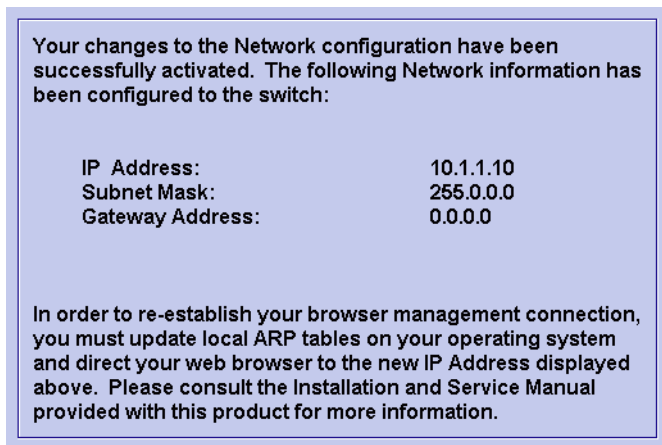 Your changes to the Network configuration have been
successfully activated.  The following Network information has
been configured to the switch:
IP  Address: 10.1.1.10
Subnet Mask: 255.0.0.0
Gateway Address: 0.0.0.0
In order to re-establish your browser management connection,
you must update local ARP tables on your operating system
and direct your web browser to the new IP Address displayed
above.  Please consult the Installation and Service Manual
provided with this product for more information.